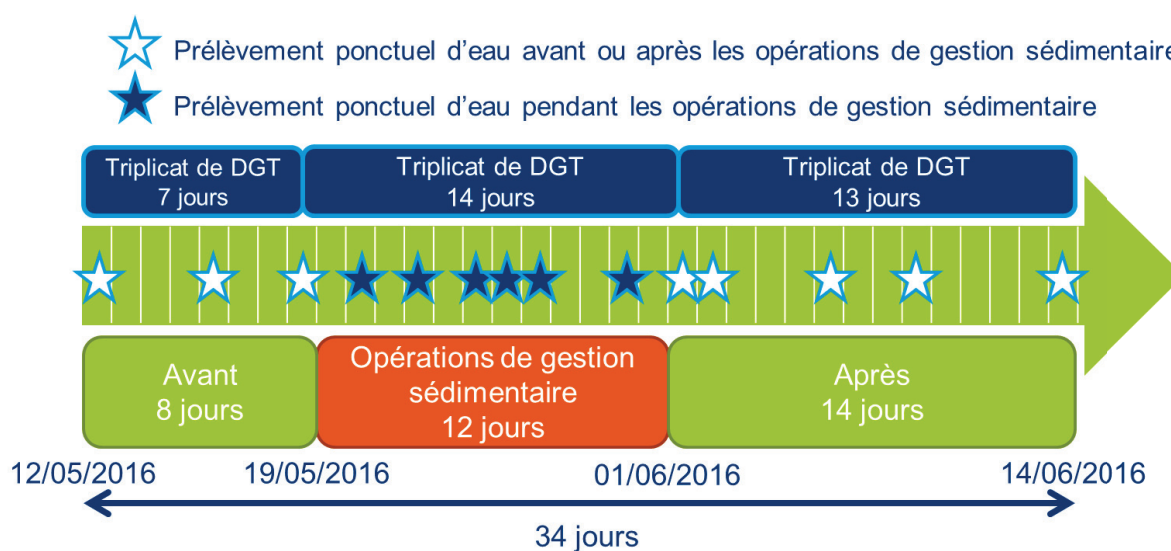 Prélèvement ponctuel d'eau avant ou après les opérations de gestion sédimentaire
Prélèvement ponctuel d'eau pendant les opérations de gestion sédimentaire
Triplicat de DGT
7 jours
Triplicat de DGT
14 jours
Triplicat de DGT
13 jours
Avant
8 jours
Opérations de gestion
sédimentaire
12 jours
Après
14 jours
12/05/2016
19/05/2016
01/06/2016
14/06/2016
34 jours